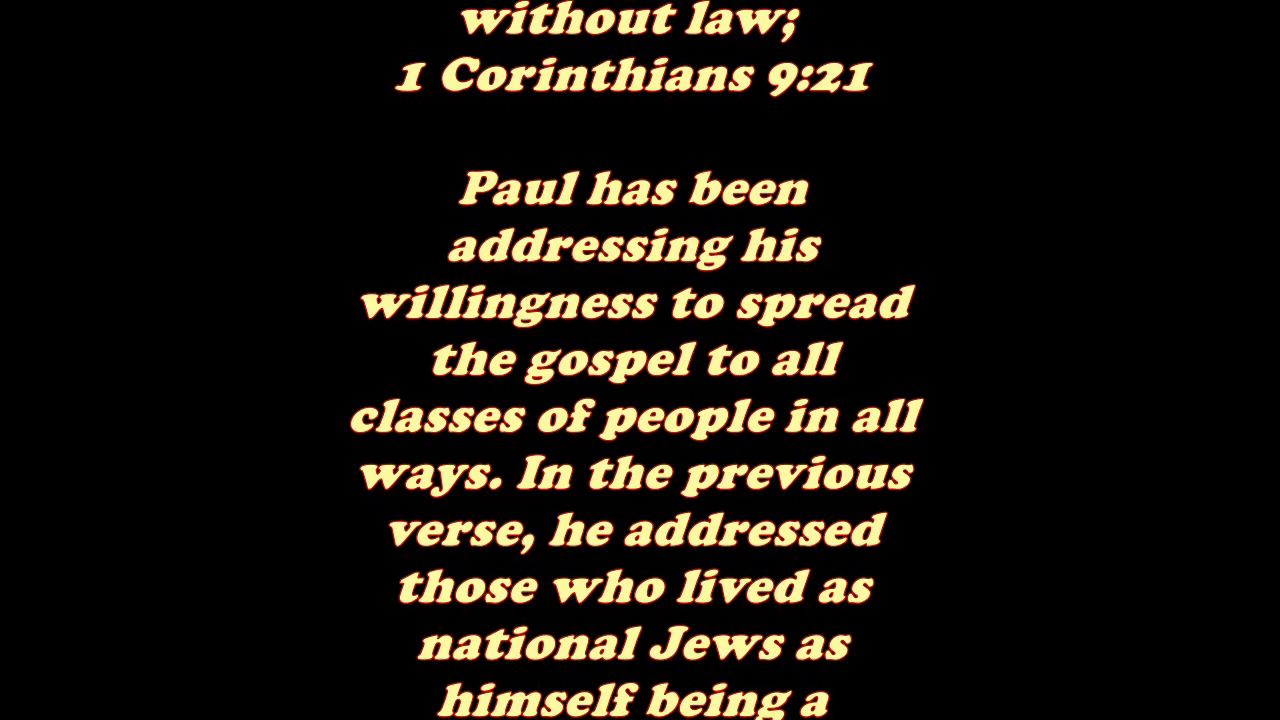 without law;
1 Corinthians 9:21
Paul has been
addressing his
willingness to spread
the gospel to all
classes of people in all
ways. In the previous
verse, he addressed
those who lived as
national Jews as
himself being a